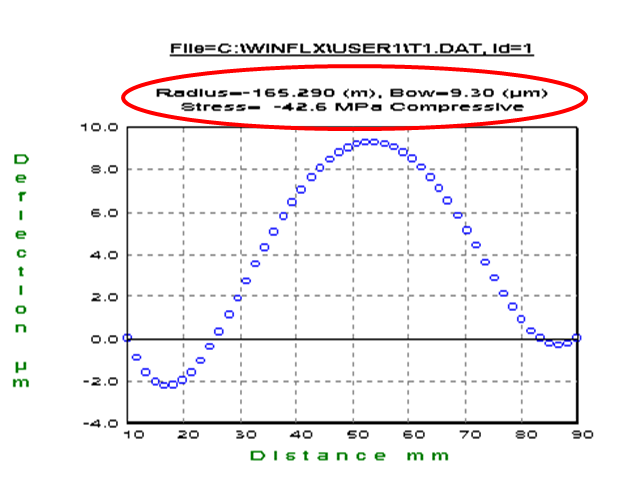 File=C:\WINFLX\USER1\T1.DAT, Id=1
Radius=-165.290 (m), Bow=9.30 (µm)
Stress= -42.6 MPa Compressive
Deflection µm
10.0
8.0
6.0
4.0
2.0
0.0
-2.0
-4.0
10 20 30 40 50 60 70 80 90
Distance mm